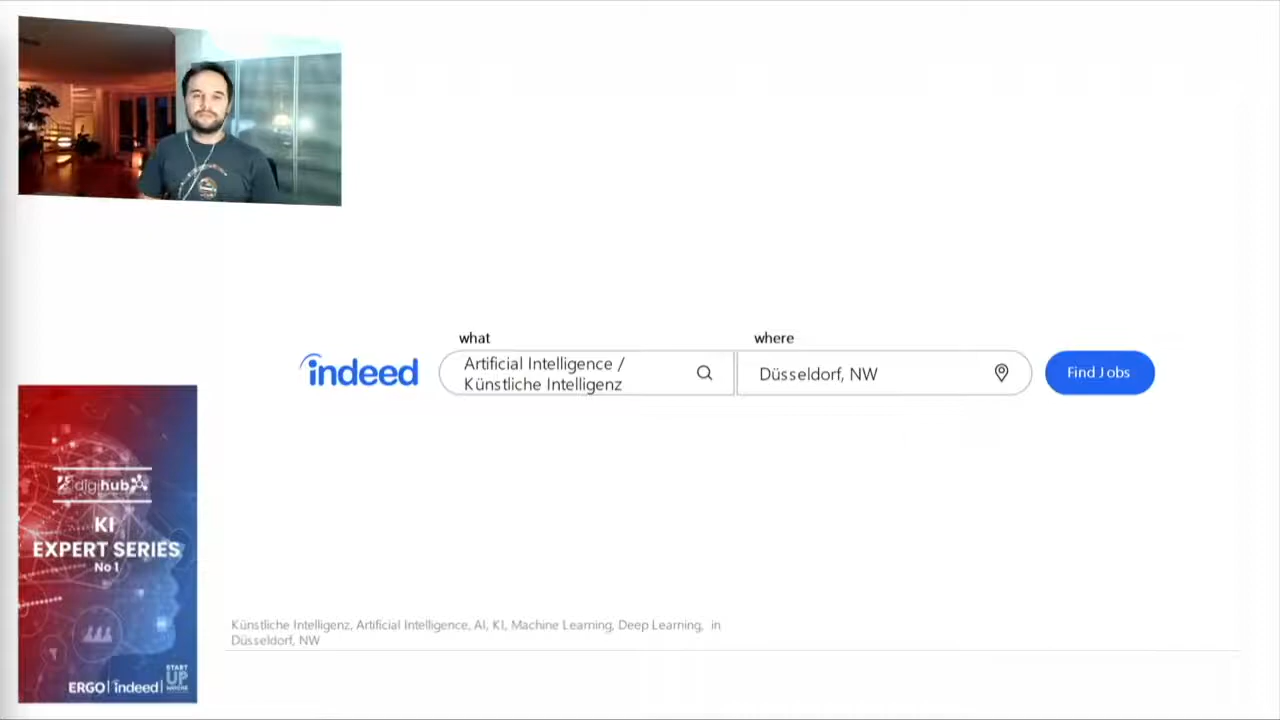 what
where
indeed
Artificial Intelligence /
Künstliche Intelligenz
Düsseldorf, NW
Find Jobs
digihub
KI
EXPERT SERIES
No 1
Künstliche Intelligenz, Artificial Intelligence, AI, KI, Machine Learning, Deep Learning, in
Düsseldorf, NW
ERGO | indeed |
START
UP
WOCHE